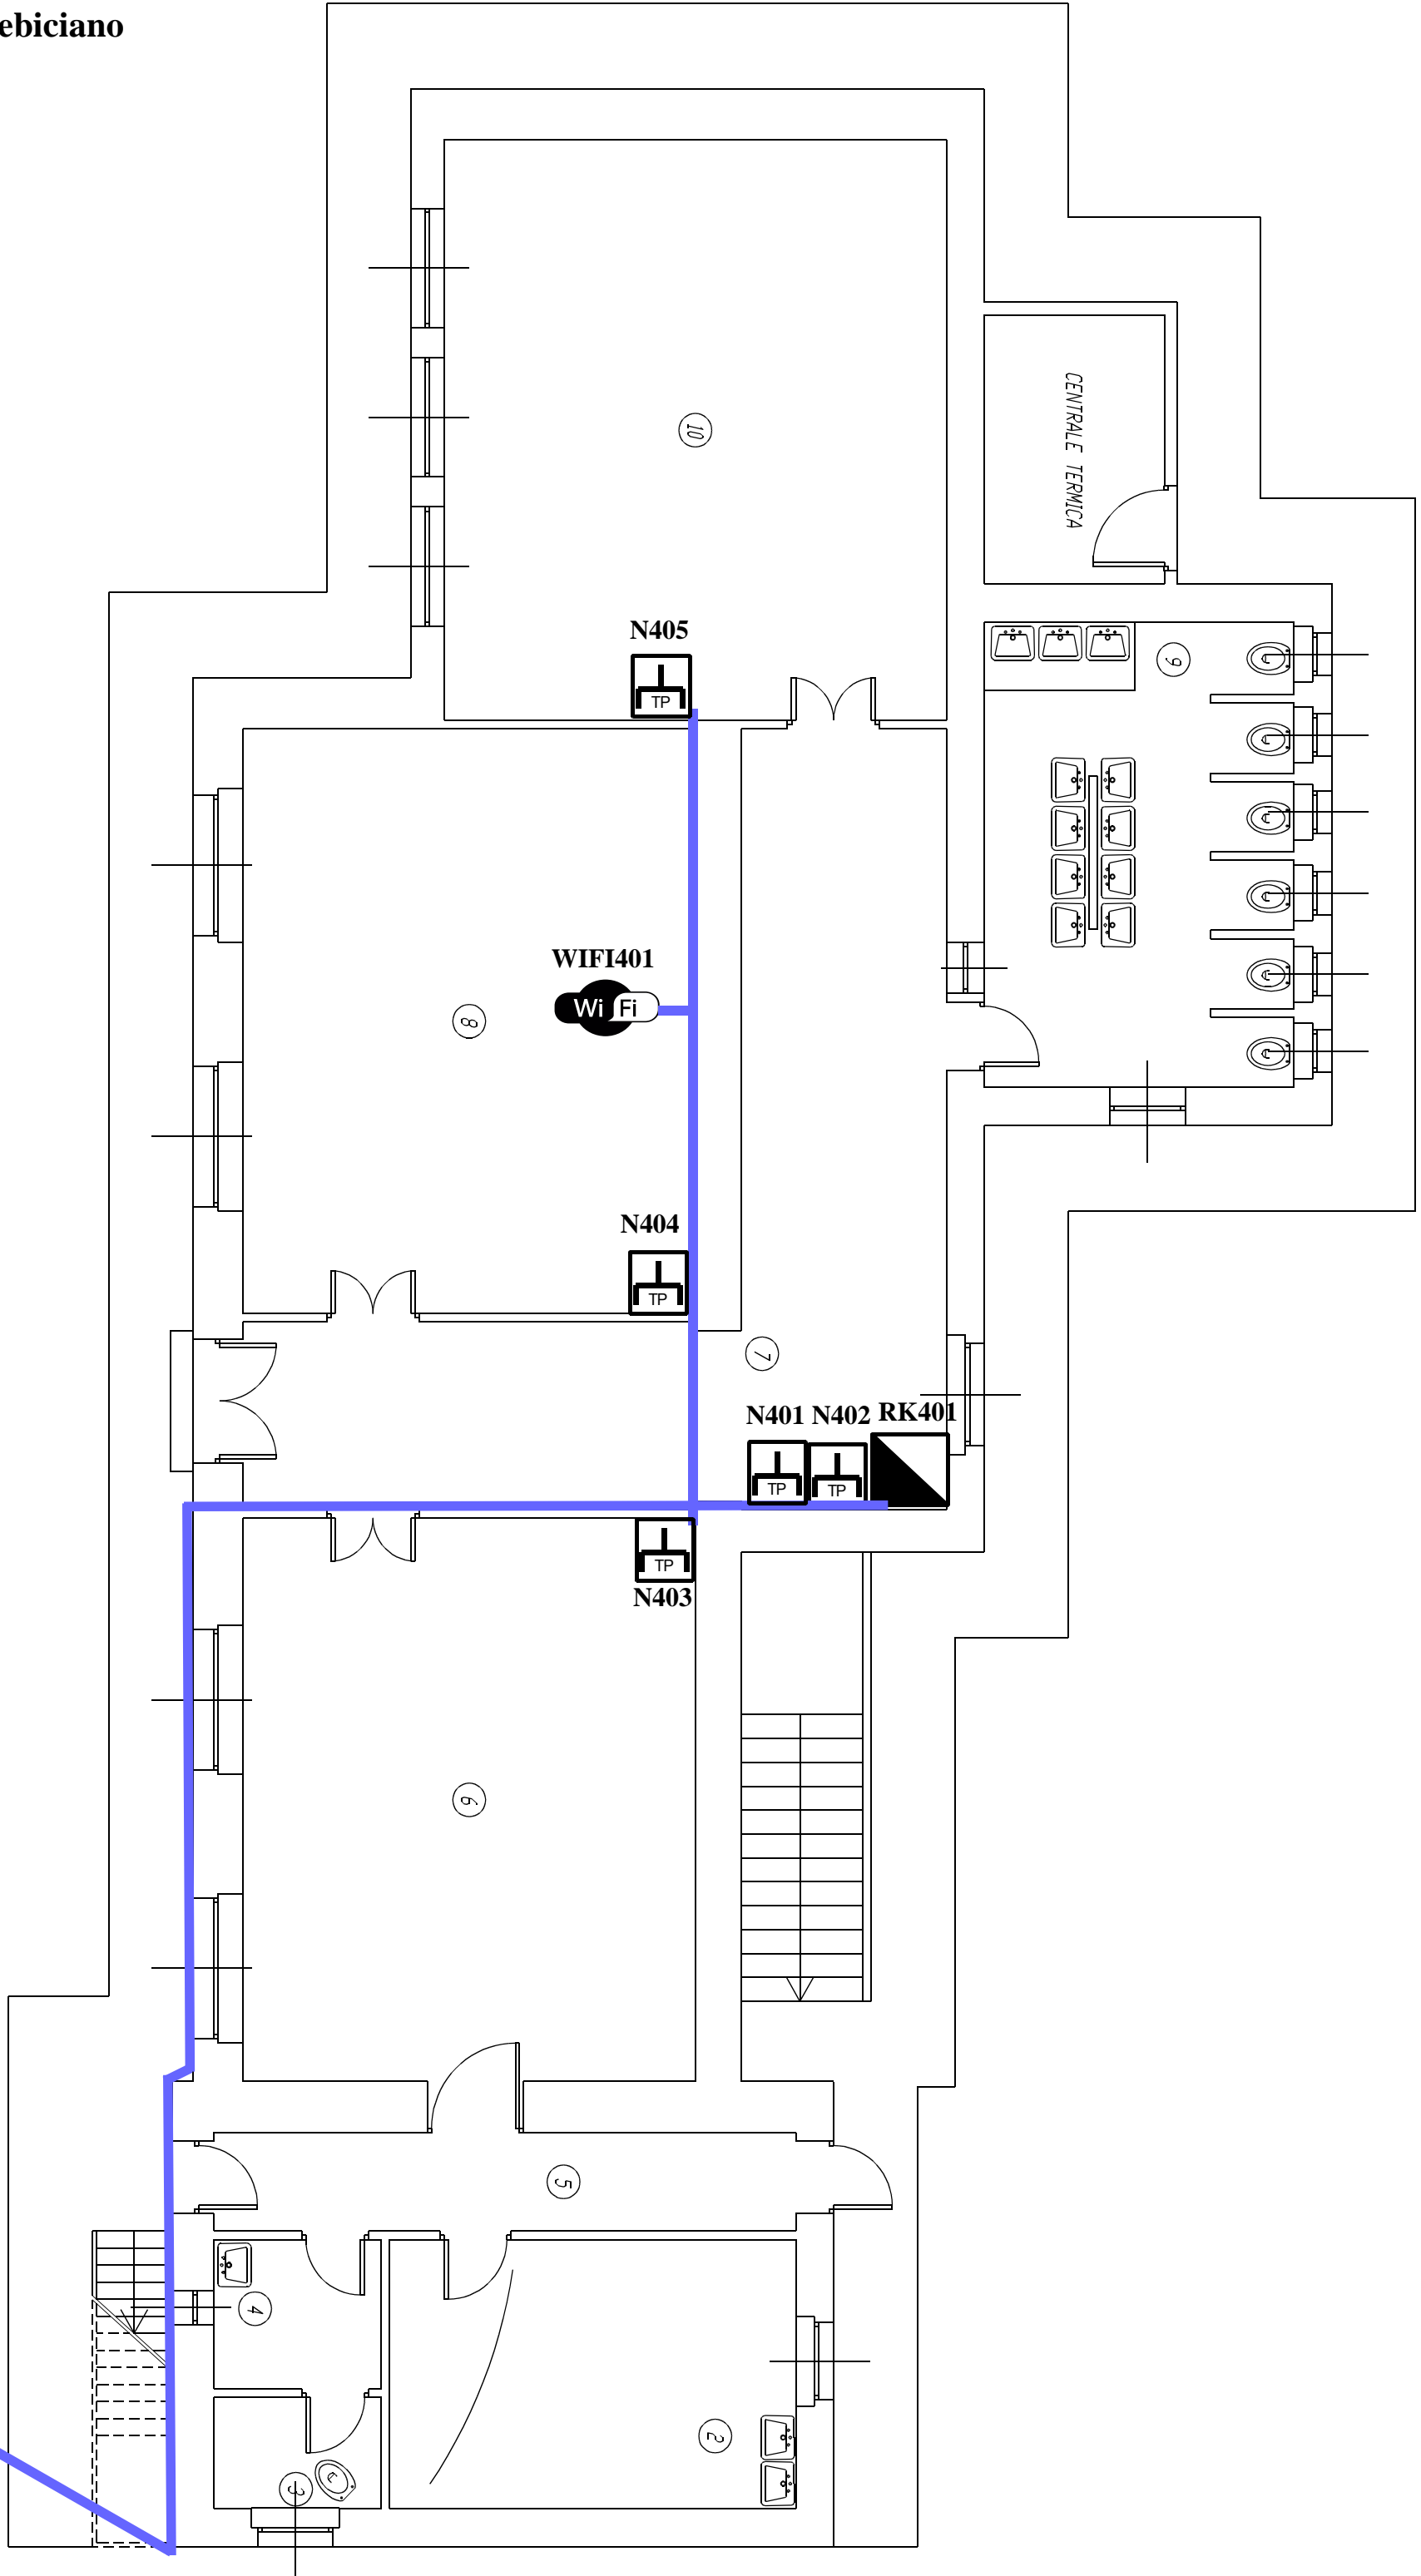 ebiciano
10
CENTRALE TERMICA
N405
TP
9
WIFI401
Wi Fi
8
N404
TP
7
N401 N402 RK401
TP TP
TP
N403
6
5
4
2
3